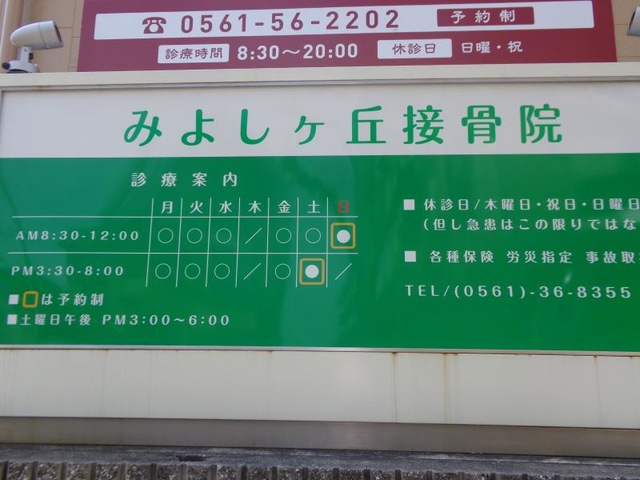 ☎ 0561-56-2202 予約制
診療時間 8:30～20:00 休診日 日曜・祝
みよしヶ丘接骨院
診療案内
月 火 水 木 金 土 日
AM8:30-12:00 ○ ○ ○ ／ ○ ○ ●
PM3:30-8:00 ○ ○ ○ ／ ○ ● ／
■□は予約制
■土曜日午後 PM3:00～6:00
■ 休診日/木曜日・祝日・日曜日
(但し急患はこの限りではな
■ 各種保険 労災指定 事故取
TEL/(0561)-36-8355